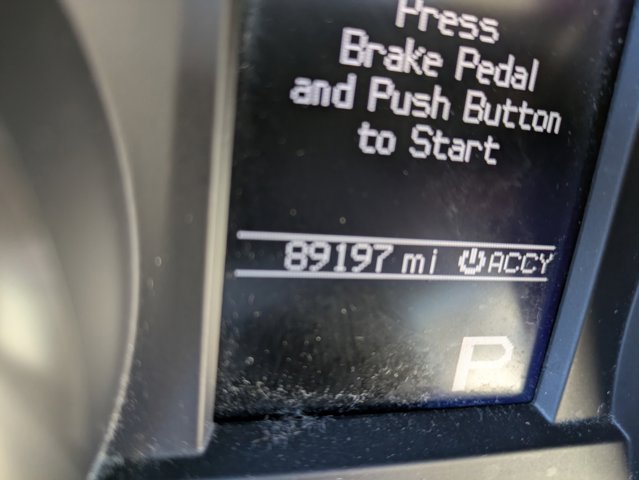 Press
Brake Pedal
and Push Button
to Start
89197 mi ACCY
P